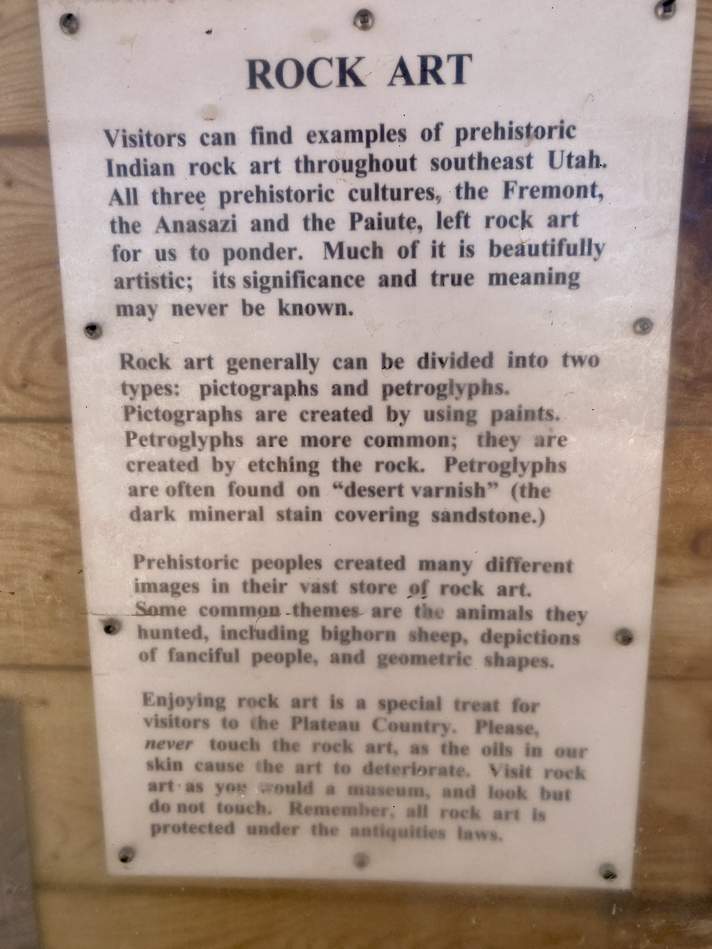 ROCK ART
Visitors can find examples of prehistoric
Indian rock art throughout southeast Utah.
All three prehistoric cultures, the Fremont,
the Anasazi and the Paiute, left rock art
for us to ponder. Much of it is beautifully
artistic; its significance and true meaning
may never be known.
Rock art generally can be divided into two
types: pictographs and petroglyphs.
Pictographs are created by using paints.
Petroglyphs are more common; they are
created by etching the rock. Petroglyphs
are often found on “desert varnish” (the
dark mineral stain covering sandstone.)
Prehistoric peoples created many different
images in their vast store of rock art.
Some common themes are the animals they
hunted, including bighorn sheep, depictions
of fanciful people, and geometric shapes.
Enjoying rock art is a special treat for
visitors to the Plateau Country. Please,
never touch the rock art, as the oils in our
skin cause the art to deteriorate. Visit rock
art as you would a museum, and look but
do not touch. Remember, all rock art is
protected under the antiquities laws.